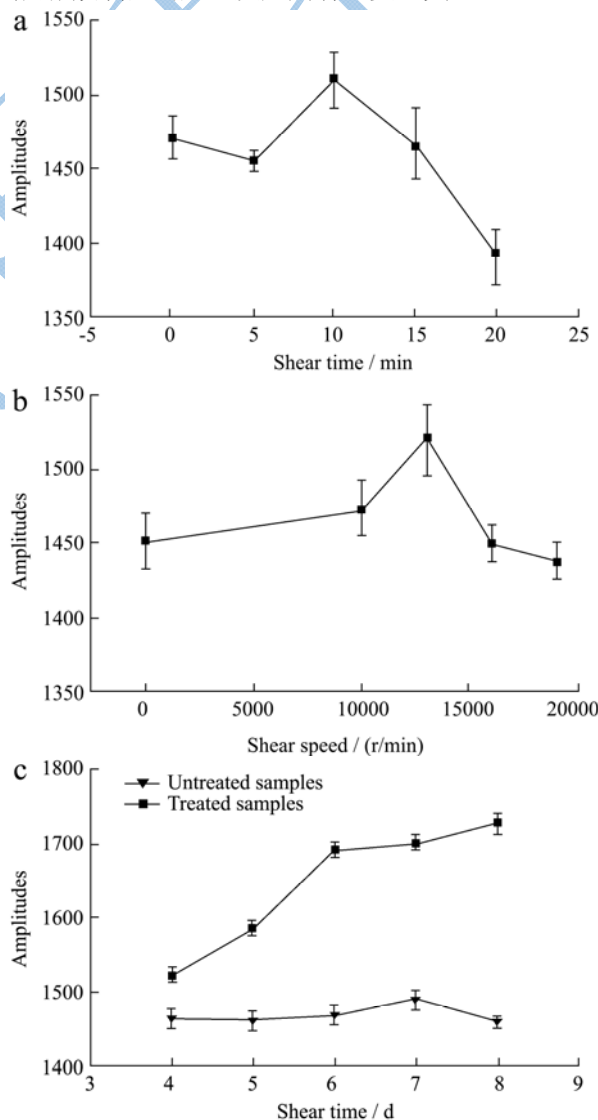 a
1550
1500
1450
1400
1350
Amplitudes
-5 0 5 10 15 20 25
Shear time / min
b
1550
1500
1450
1400
1350
Amplitudes
0 5000 10000 15000 20000
Shear speed / (r/min)
c
1800
1700
1600
1500
1400
Amplitudes
Untreated samples
Treated samples
3 4 5 6 7 8 9
Shear time / d